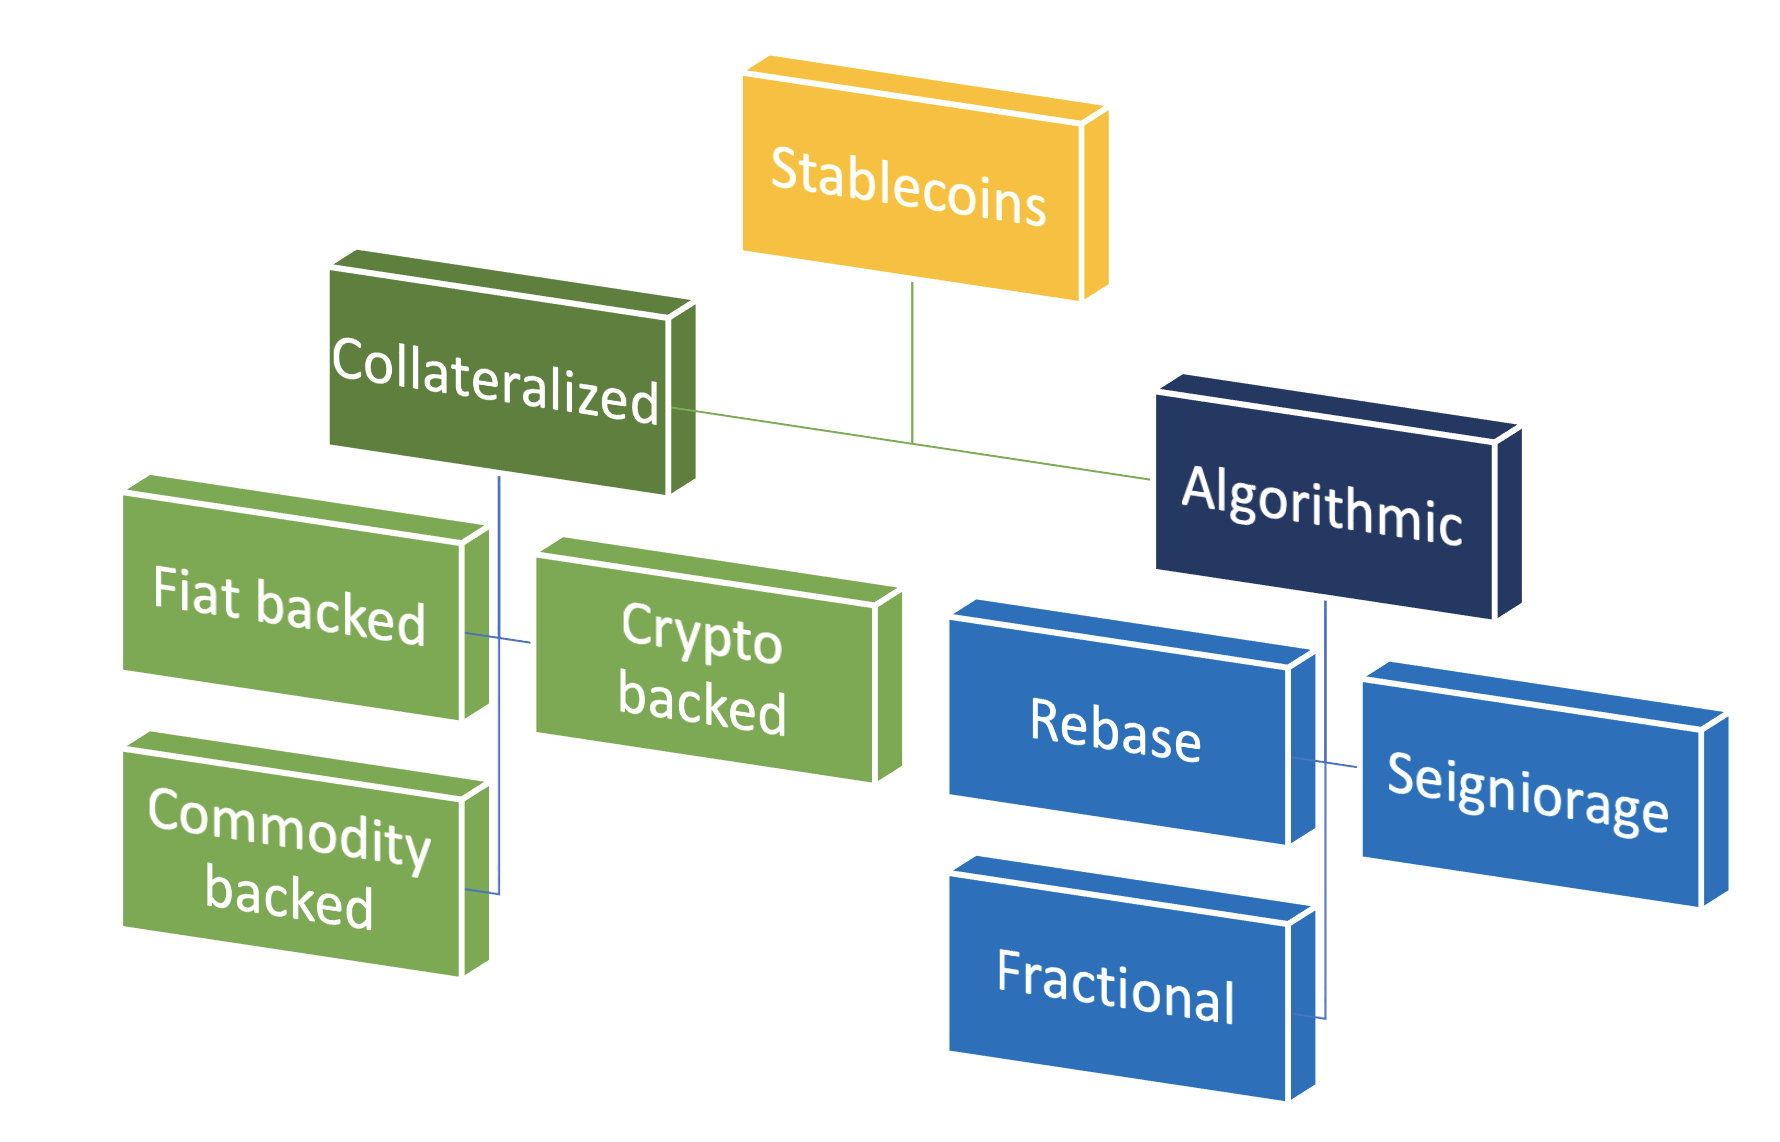 Stablecoins
Collateralized
Algorithmic
Fiat backed
Crypto
backed
Commodity
backed
Rebase
Seigniorage
Fractional